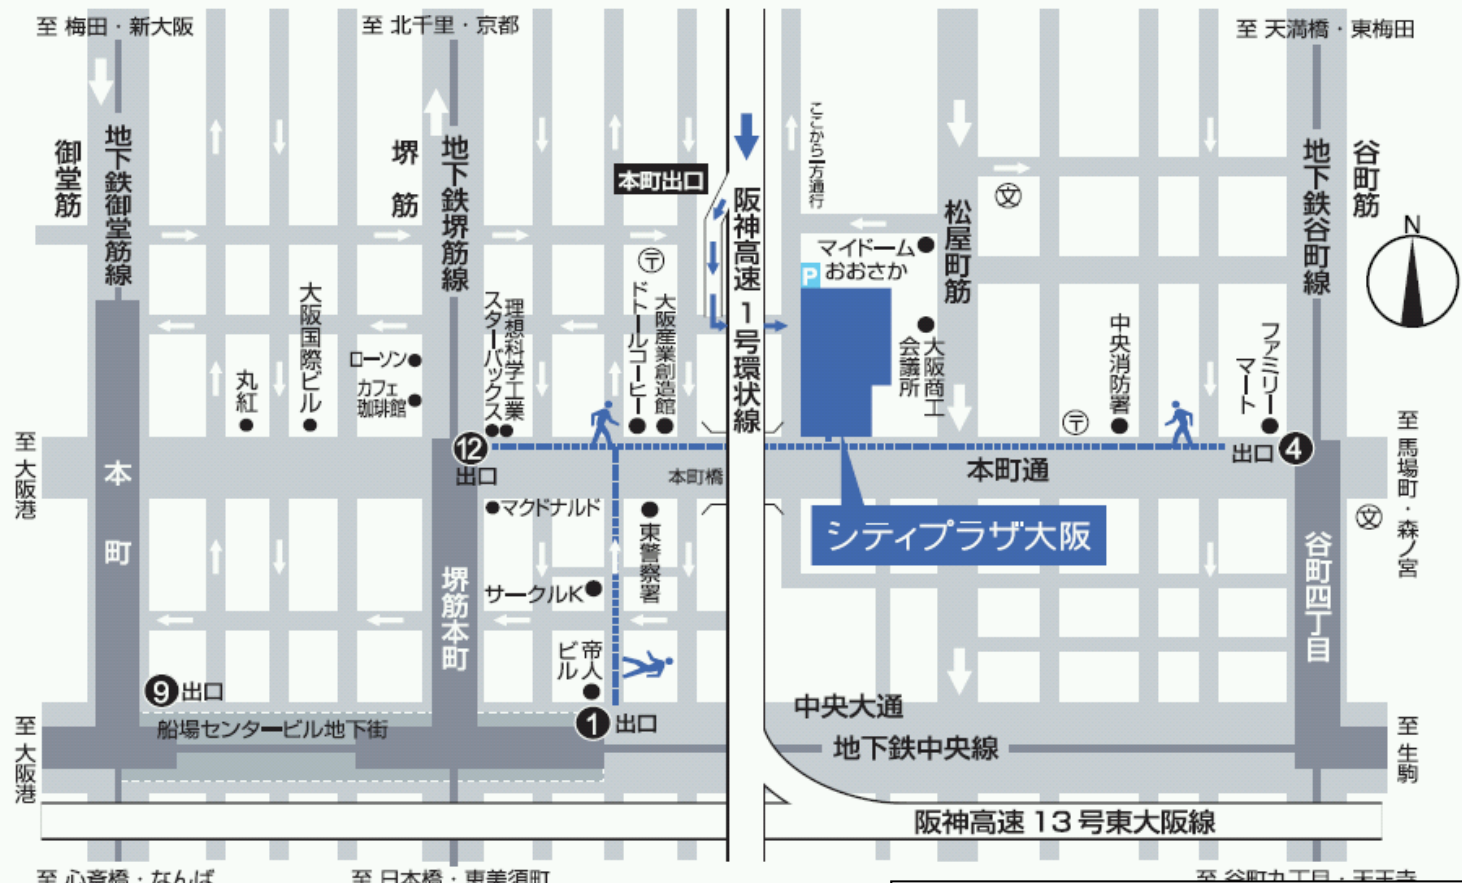 至 梅田・新大阪
至 北千里・京都
至 天満橋・東梅田
御堂筋
地下鉄御堂筋線
堺筋
地下鉄堺筋線
本町出口
阪神高速1号環状線
ここから一方通行
松屋町筋
文
地下鉄谷町線
谷町筋
N
〒
マイドーム
おおさか
P
大阪国際ビル
丸紅
ローソン
カフェ
珈琲館
理想科学工業
スターバックス
ドトールコーヒー
大阪産業創造館
大阪商工
会議所
中央消防署
〒
ファミリー
マート
至 大阪港
本町
12
出口
本町橋
本町通
出口
4
至 馬場町・森ノ宮
文
シティプラザ大阪
マクドナルド
東警察署
サークルK
堺筋本町
谷町四丁目
帝人
ビル
9
出口
船場センタービル地下街
1
出口
中央大通
地下鉄中央線
至 大阪港
至 生駒
阪神高速 13 号東大阪線
至 心斎橋・なんば
至 日本橋・恵美須町
至 谷町九丁目・天王寺